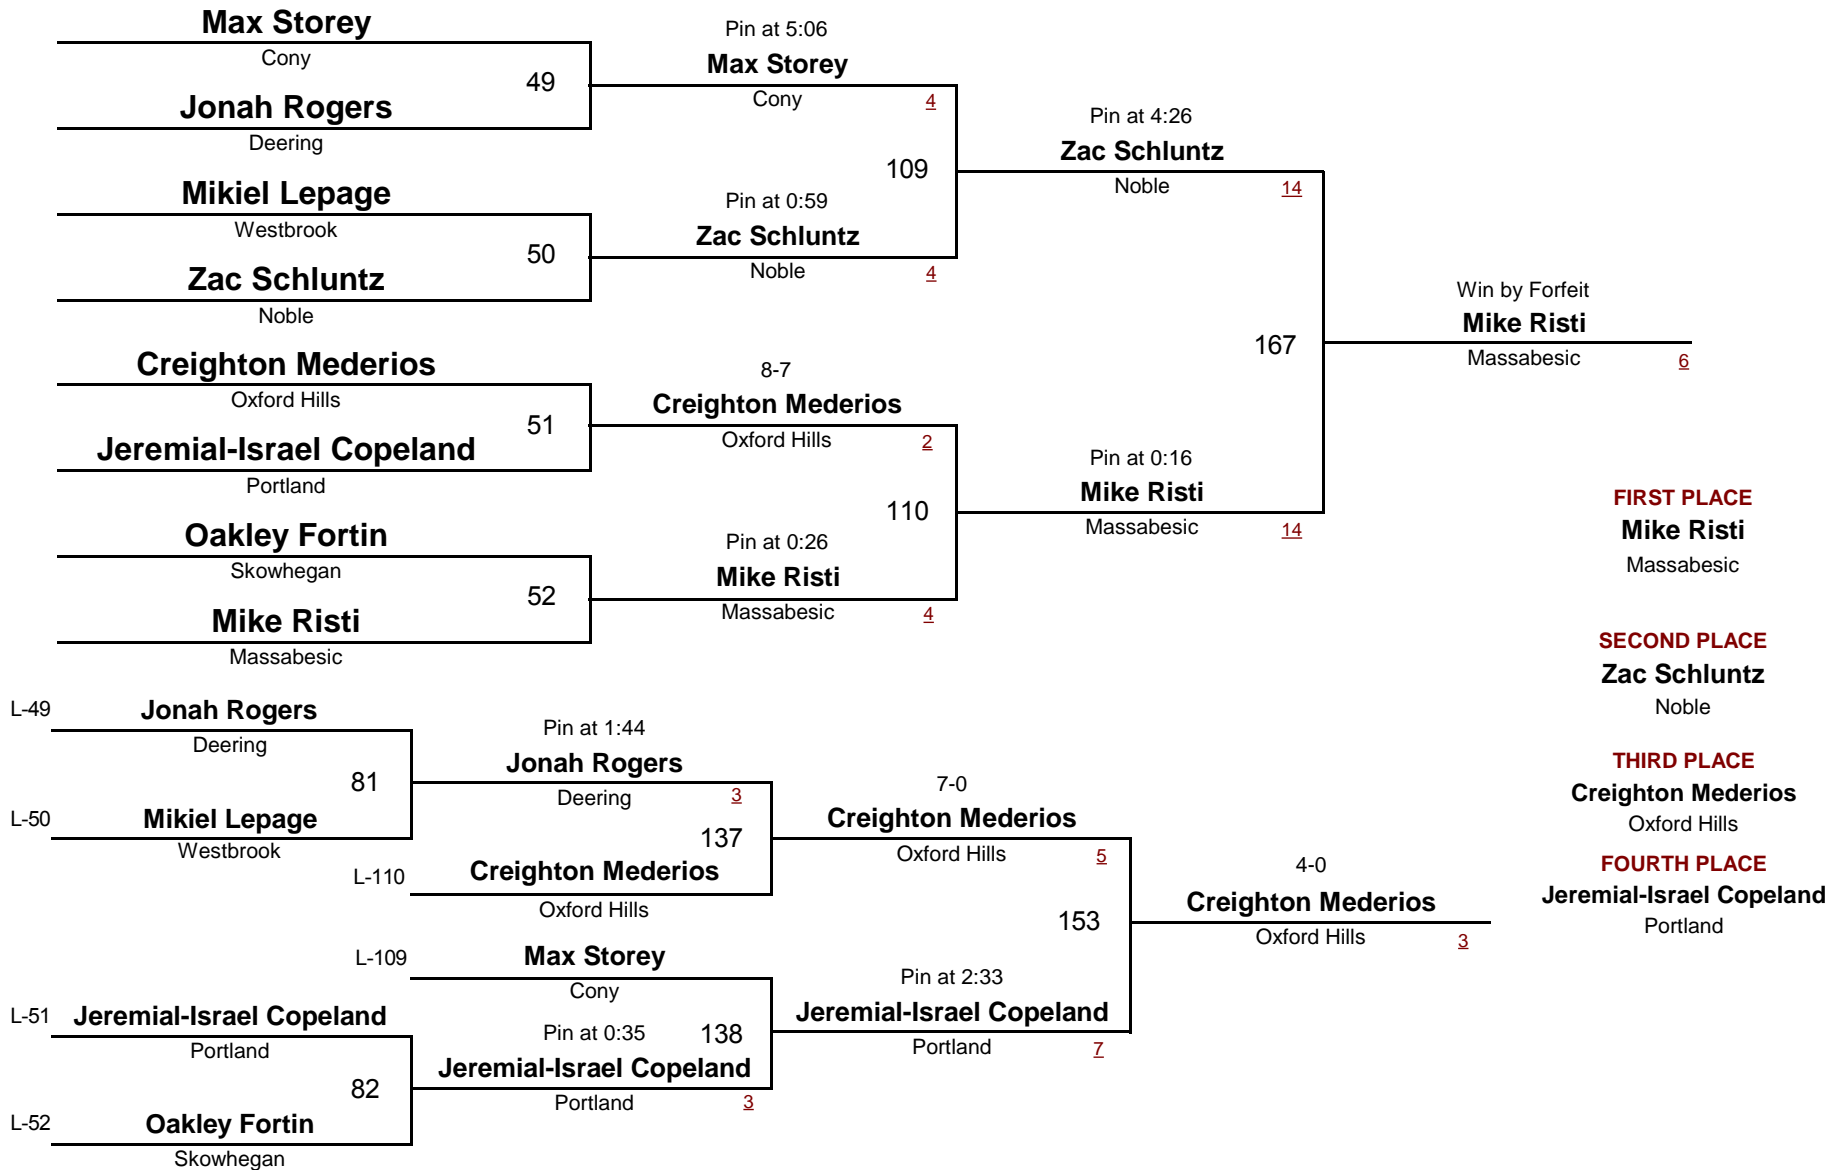 Max Storey
Cony
49
Jonah Rogers
Deering
Mikiel Lepage
Westbrook
50
Zac Schluntz
Noble
Creighton Mederios
Oxford Hills
51
Jeremial-Israel Copeland
Portland
Oakley Fortin
Skowhegan
52
Mike Risti
Massabesic
Pin at 5:06
Max Storey
Cony
4
109
Pin at 0:59
Zac Schluntz
Noble
4
8-7
Creighton Mederios
Oxford Hills
2
110
Pin at 0:26
Mike Risti
Massabesic
4
Pin at 4:26
Zac Schluntz
Noble
14
167
Pin at 0:16
Mike Risti
Massabesic
14
Win by Forfeit
Mike Risti
Massabesic
6
FIRST PLACE
Mike Risti
Massabesic
SECOND PLACE
Zac Schluntz
Noble
THIRD PLACE
Creighton Mederios
Oxford Hills
FOURTH PLACE
Jeremial-Israel Copeland
Portland
L-49
Jonah Rogers
Deering
81
L-50
Mikiel Lepage
Westbrook
Pin at 1:44
Jonah Rogers
Deering
3
137
L-110
Creighton Mederios
Oxford Hills
L-109
Max Storey
Cony
L-51
Jeremial-Israel Copeland
Portland
82
L-52
Oakley Fortin
Skowhegan
Pin at 0:35
138
Jeremial-Israel Copeland
Portland
3
7-0
Creighton Mederios
Oxford Hills
5
153
Pin at 2:33
Jeremial-Israel Copeland
Portland
7
4-0
Creighton Mederios
Oxford Hills
3